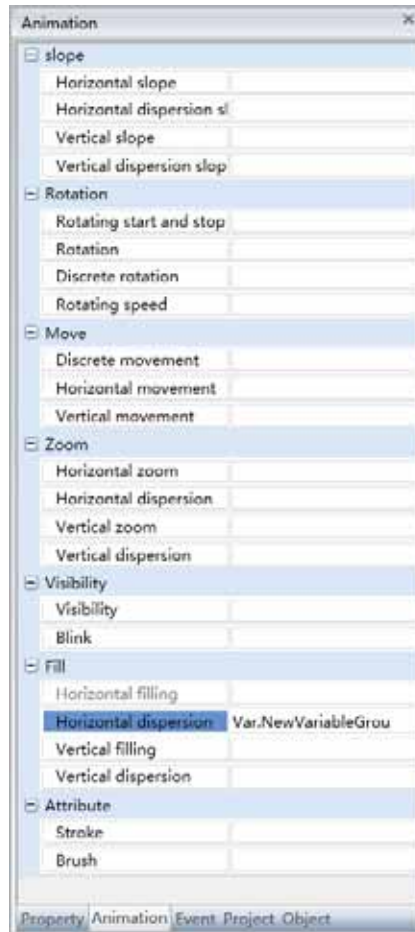 Animation
slope
Horizontal slope
Horizontal dispersion sl
Vertical slope
Vertical dispersion slop
Rotation
Rotating start and stop
Rotation
Discrete rotation
Rotating speed
Move
Discrete movement
Horizontal movement
Vertical movement
Zoom
Horizontal zoom
Horizontal dispersion
Vertical zoom
Vertical dispersion
Visibility
Visibility
Blink
Fill
Horizontal filling
Horizontal dispersion Var.NewVariableGrou
Vertical filling
Vertical dispersion
Attribute
Stroke
Brush
Property Animation Event Project Object